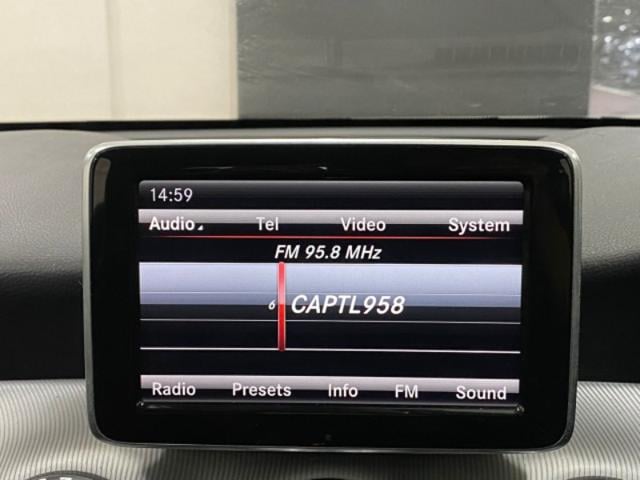 14:59
Audio Tel Video System
FM 95.8 MHz
6 CAPTL958
Radio Presets Info FM Sound